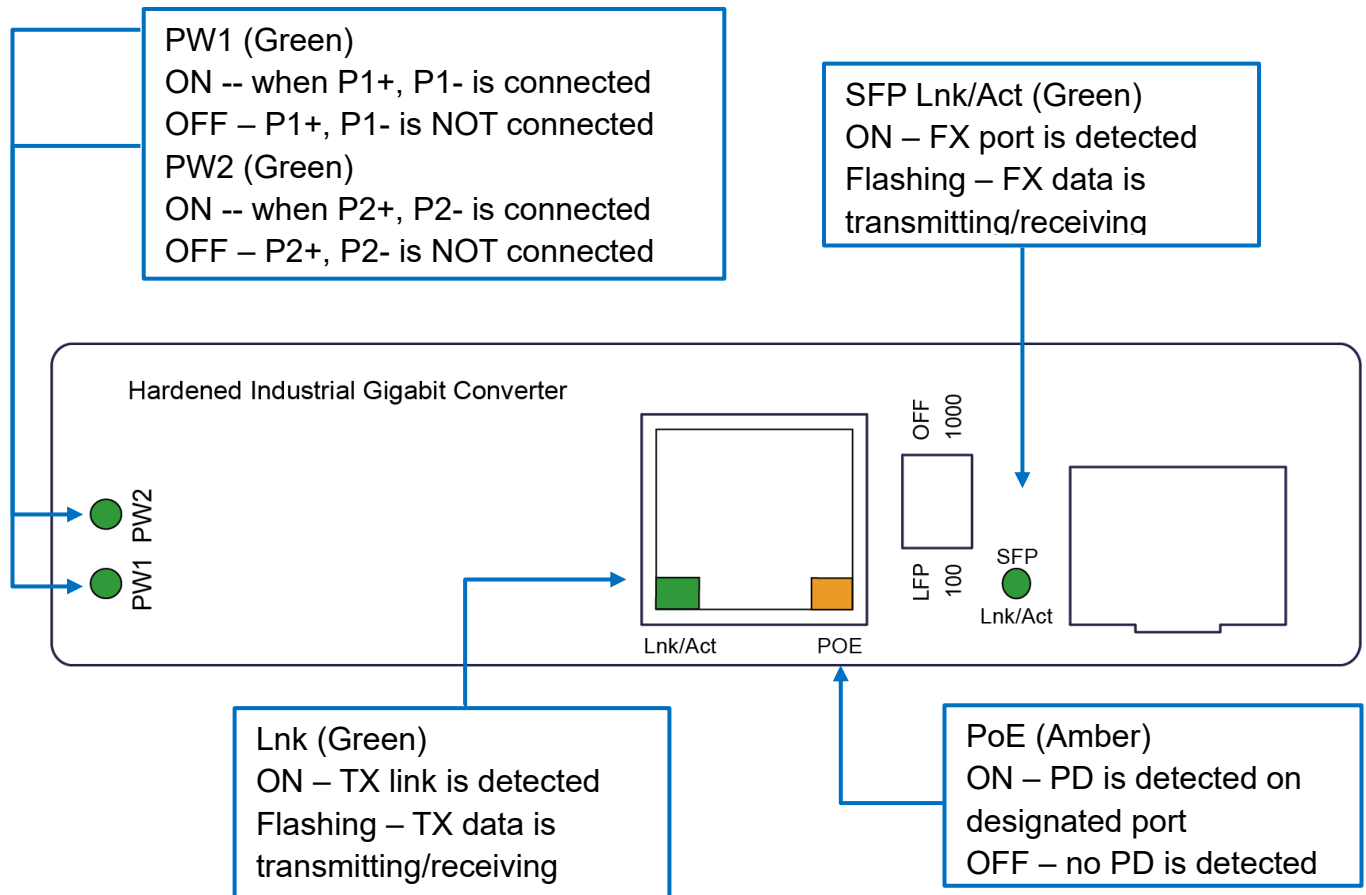 PW1 (Green)
ON -- when P1+, P1- is connected
OFF – P1+, P1- is NOT connected
PW2 (Green)
ON -- when P2+, P2- is connected
OFF – P2+, P2- is NOT connected
SFP Lnk/Act (Green)
ON – FX port is detected
Flashing – FX data is
transmitting/receiving
Hardened Industrial Gigabit Converter
PW2
PW1
OFF
1000
LFP
100
SFP
Lnk/Act
Lnk/Act
POE
Lnk (Green)
ON – TX link is detected
Flashing – TX data is
transmitting/receiving
PoE (Amber)
ON – PD is detected on
designated port
OFF – no PD is detected